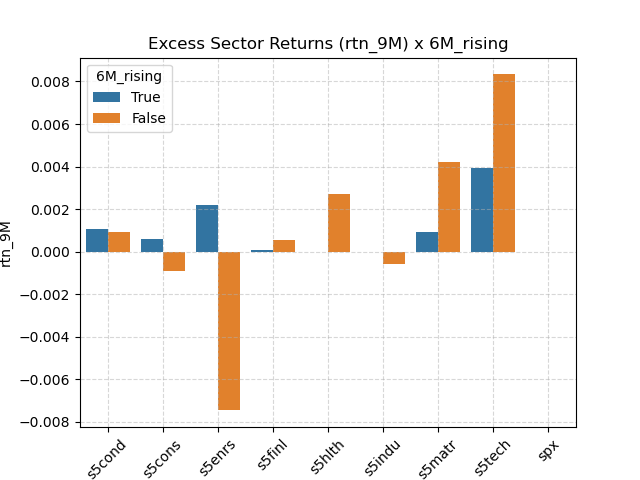 Excess Sector Returns (rtn_9M) x 6M_rising
6M_rising
True
False
0.008
0.006
0.004
0.002
0.000
−0.002
−0.004
−0.006
−0.008
rtn_9M
s5cond
s5cons
s5enrs
s5finl
s5hlth
s5indu
s5matr
s5tech
spx